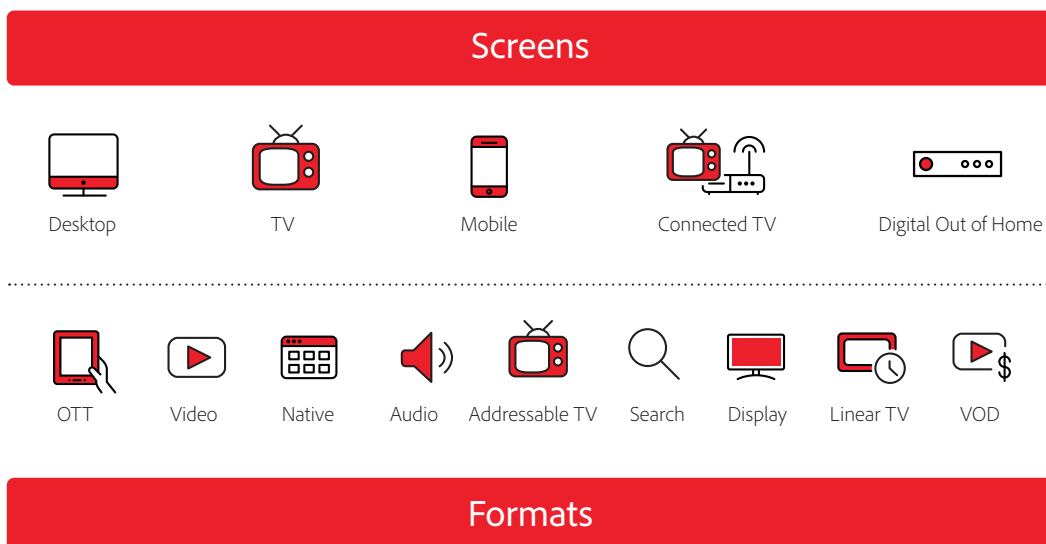 Screens
Desktop TV Mobile Connected TV Digital Out of Home
OTT Video Native Audio Addressable TV Search Display Linear TV VOD
Formats